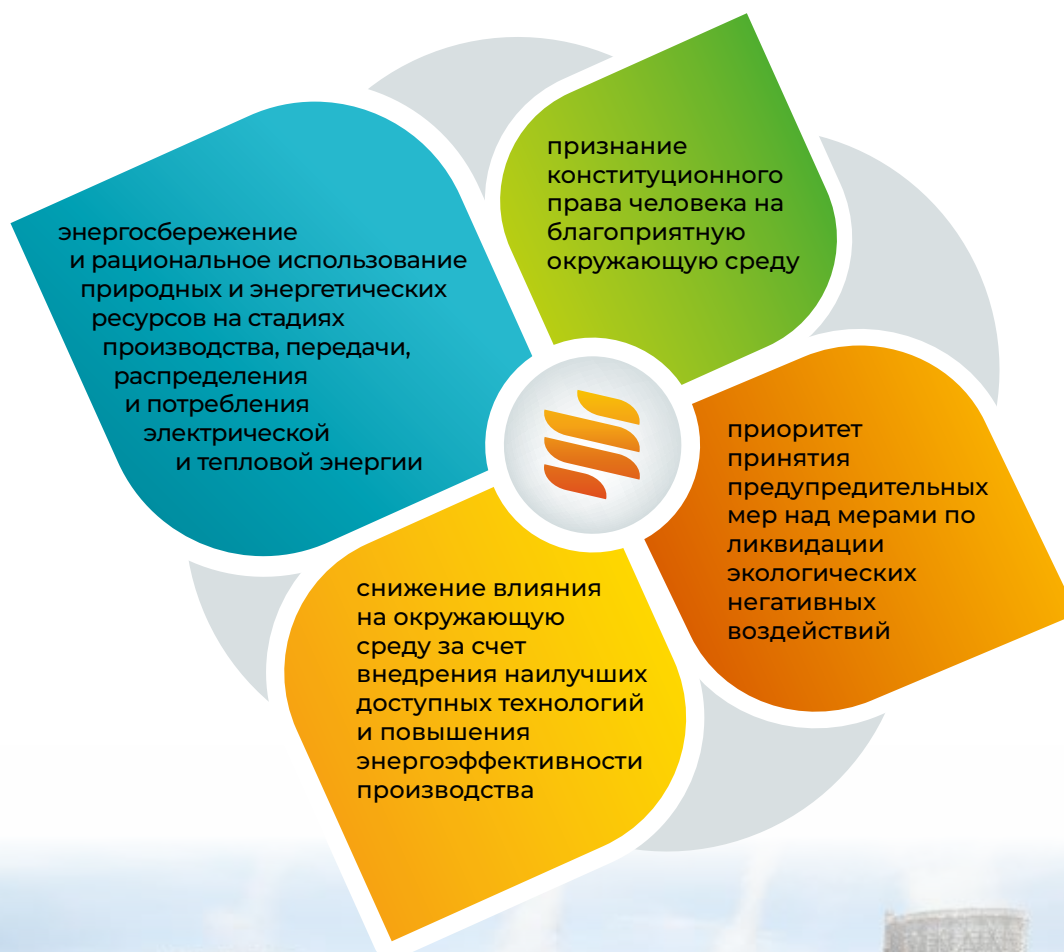 признание
конституционного
права человека на
благоприятную
окружающую среду
энергосбережение
и рациональное использование
природных и энергетических
ресурсов на стадиях
производства, передачи,
распределения
и потребления
электрической
и тепловой энергии
приоритет
принятия
предупредительных
мер над мерами по
ликвидации
экологических
негативных
воздействий
снижение влияния
на окружающую
среду за счет
внедрения наилучших
доступных технологий
и повышения
энергоэффективности
производства